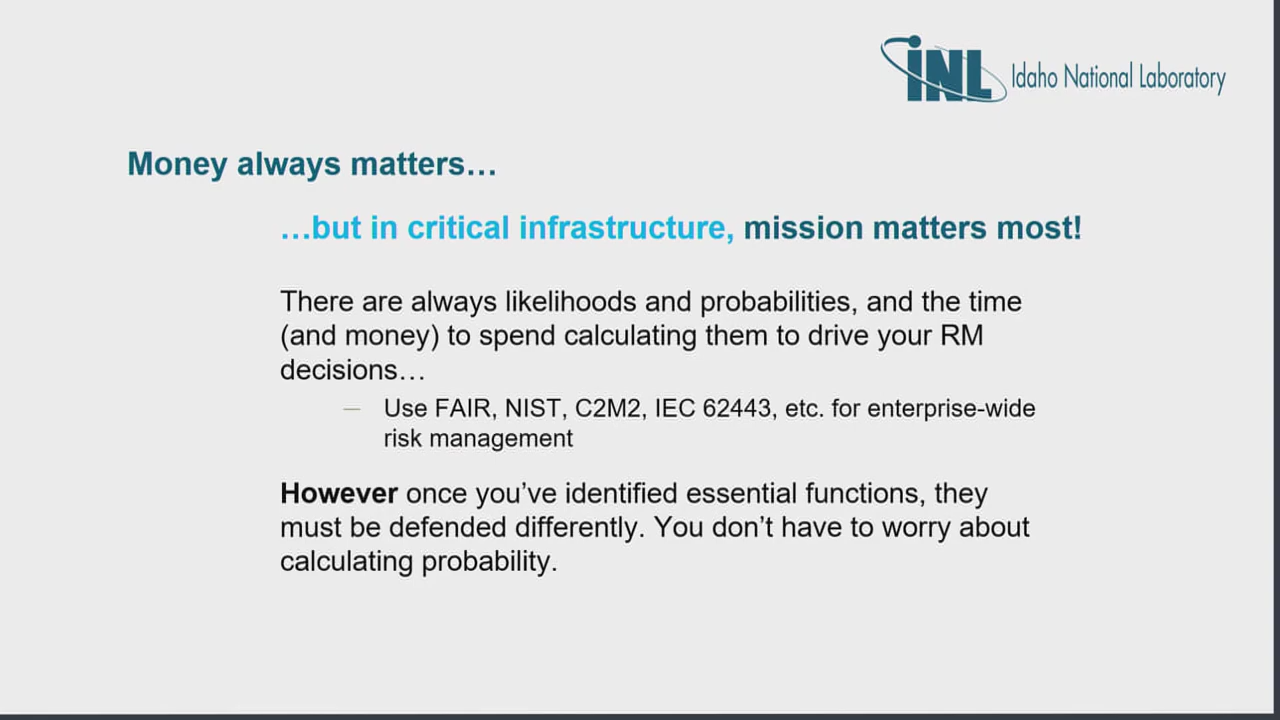 INL Idaho National Laboratory
Money always matters…
…but in critical infrastructure, mission matters most!
There are always likelihoods and probabilities, and the time
(and money) to spend calculating them to drive your RM
decisions…
— Use FAIR, NIST, C2M2, IEC 62443, etc. for enterprise-wide
risk management
However once you’ve identified essential functions, they
must be defended differently. You don’t have to worry about
calculating probability.